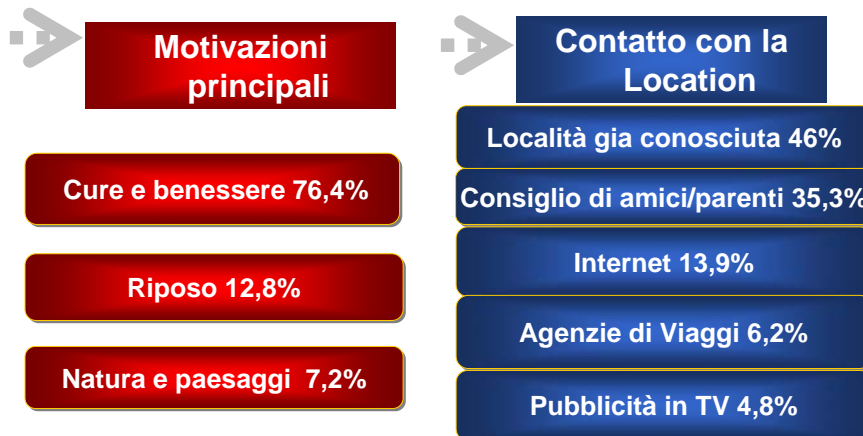 Motivazioni
principali
Cure e benessere 76,4%
Riposo 12,8%
Natura e paesaggi 7,2%
Contatto con la
Location
Località gia conosciuta 46%
Consiglio di amici/parenti 35,3%
Internet 13,9%
Agenzie di Viaggi 6,2%
Pubblicità in TV 4,8%